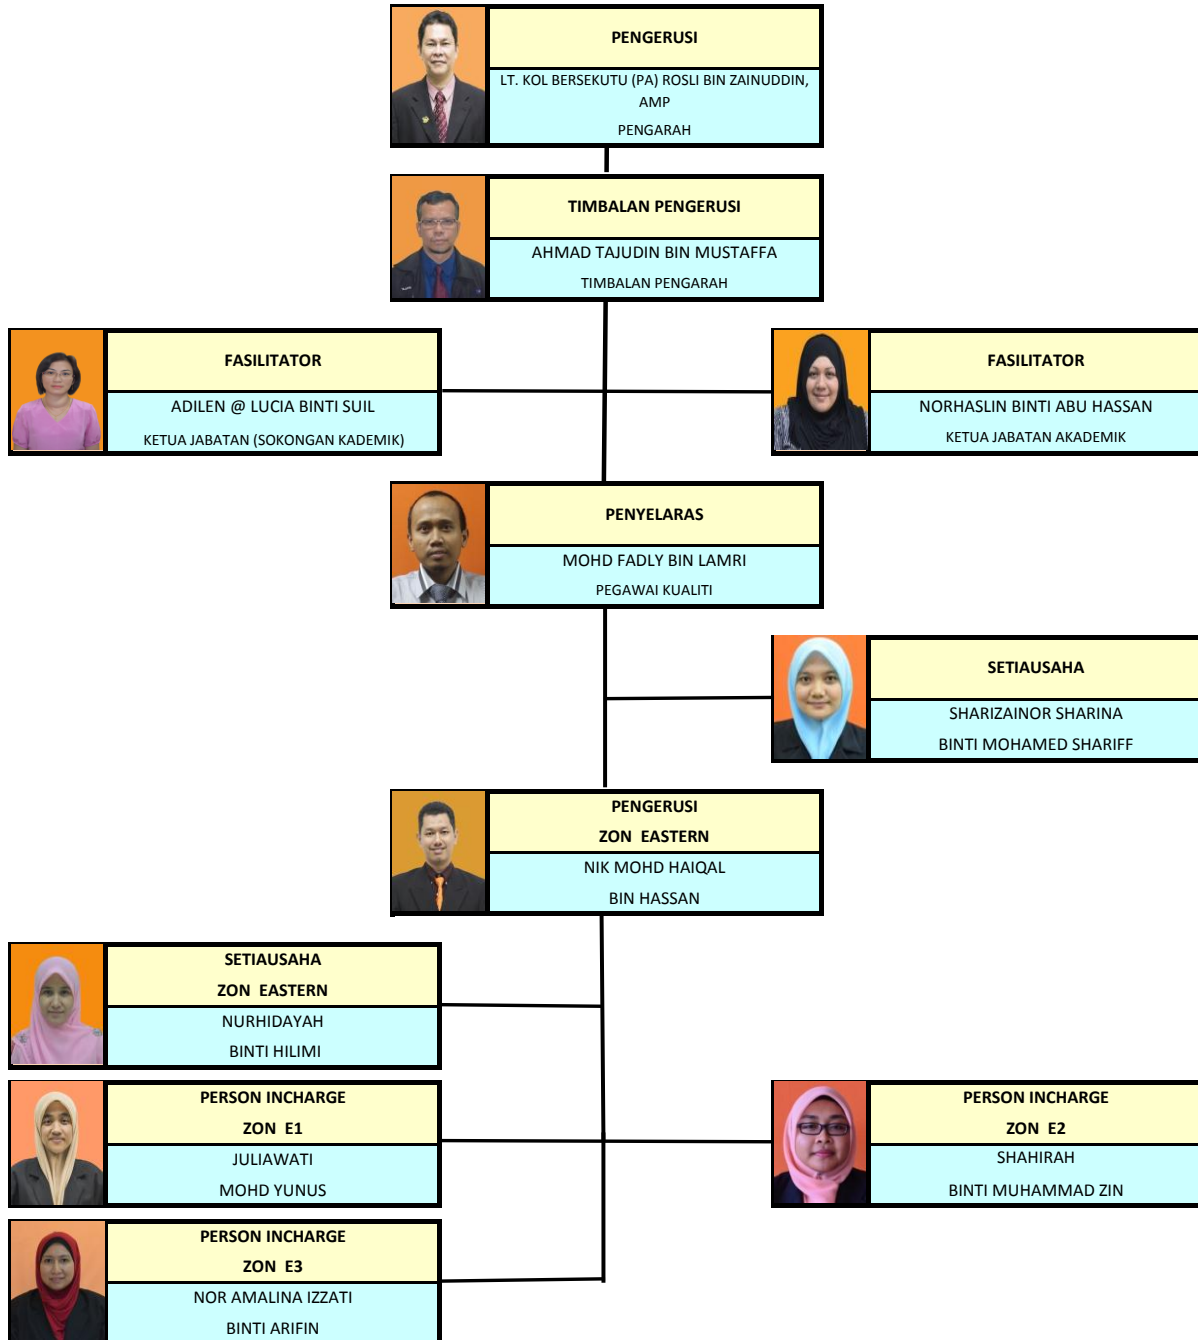 PENGERUSI
LT. KOL BERSEKUTU (PA) ROSLI BIN ZAINUDDIN,
AMP
PENGARAH
TIMBALAN PENGERUSI
AHMAD TAJUDIN BIN MUSTAFFA
TIMBALAN PENGARAH
FASILITATOR
ADILEN @ LUCIA BINTI SUIL
KETUA JABATAN (SOKONGAN KADEMIK)
FASILITATOR
NORHASLIN BINTI ABU HASSAN
KETUA JABATAN AKADEMIK
PENYELARAS
MOHD FADLY BIN LAMRI
PEGAWAI KUALITI
SETIAUSAHA
SHARIZAINOR SHARINA
BINTI MOHAMED SHARIFF
PENGERUSI
ZON EASTERN
NIK MOHD HAIQAL
BIN HASSAN
SETIAUSAHA
ZON EASTERN
NURHIDAYAH
BINTI HILIMI
PERSON INCHARGE
ZON E1
JULIAWATI
MOHD YUNUS
PERSON INCHARGE
ZON E2
SHAHIRAH
BINTI MUHAMMAD ZIN
PERSON INCHARGE
ZON E3
NOR AMALINA IZZATI
BINTI ARIFIN